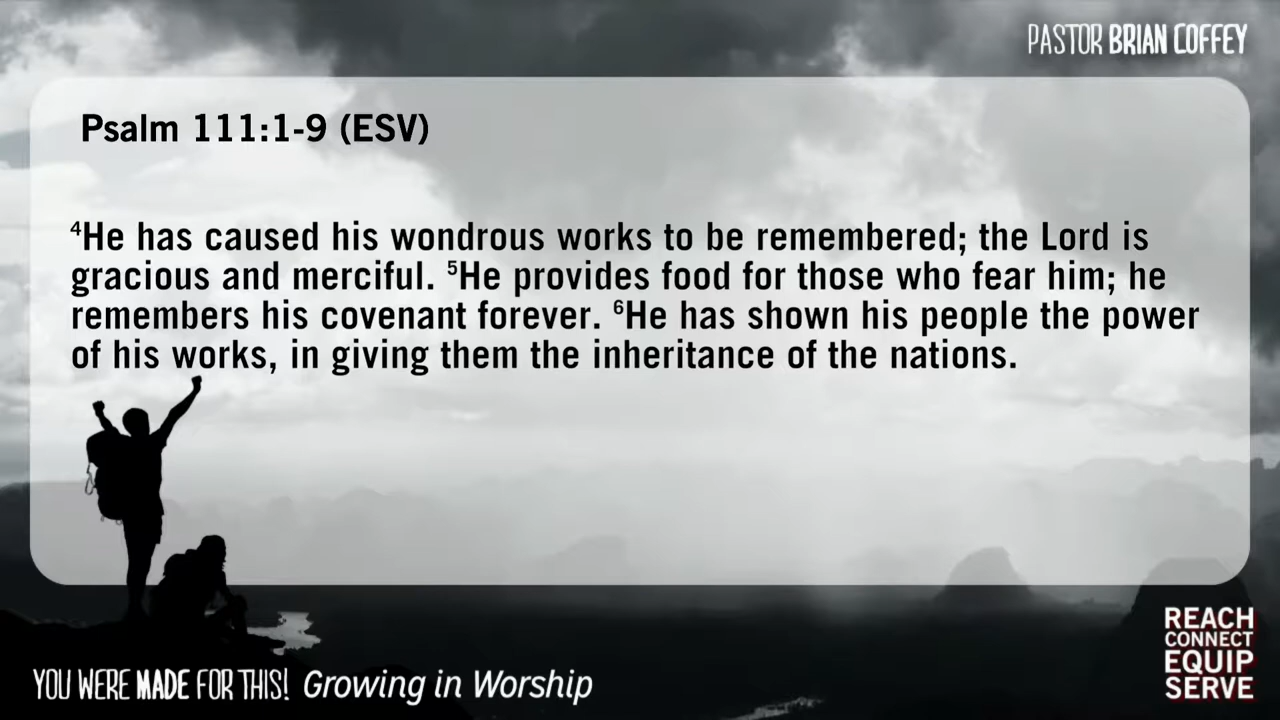 PASTOR BRIAN COFFEY
Psalm 111:1-9 (ESV)
⁴He has caused his wondrous works to be remembered; the Lord is
gracious and merciful. ⁵He provides food for those who fear him; he
remembers his covenant forever. ⁶He has shown his people the power
of his works, in giving them the inheritance of the nations.
REACH
CONNECT
EQUIP
SERVE
YOU WERE MADE FOR THIS! Growing in Worship